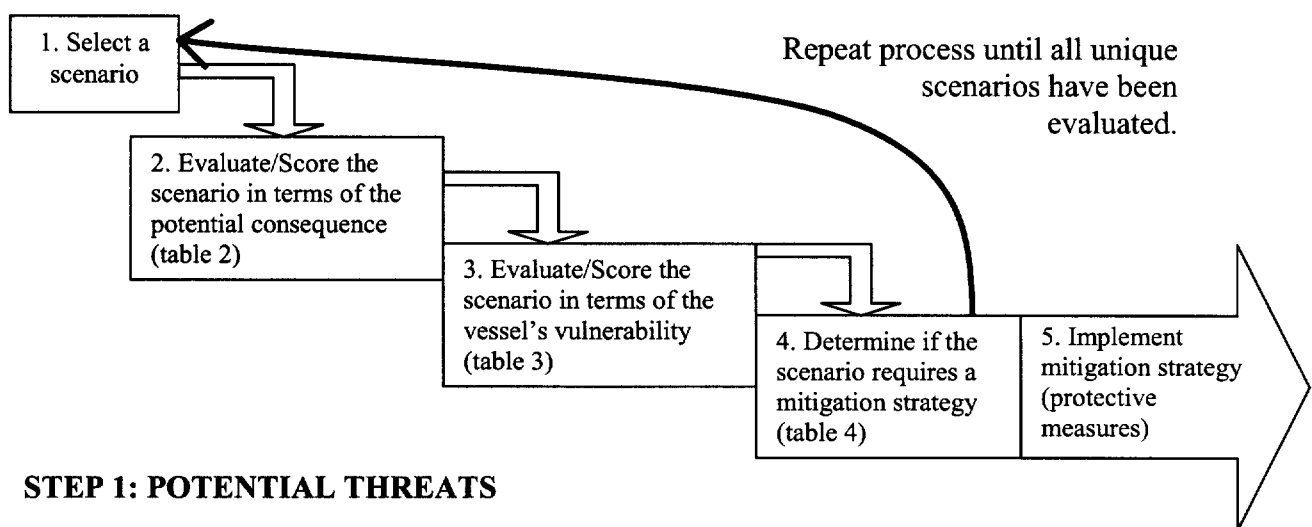 1. Select a
scenario
Repeat process until all unique
scenarios have been
evaluated.
2. Evaluate/Score the
scenario in terms of the
potential consequence
(table 2)
3. Evaluate/Score the
scenario in terms of the
vessel's vulnerability
(table 3)
4. Determine if the
scenario requires a
mitigation strategy
(table 4)
5. Implement
mitigation strategy
(protective
measures)
STEP 1: POTENTIAL THREATS